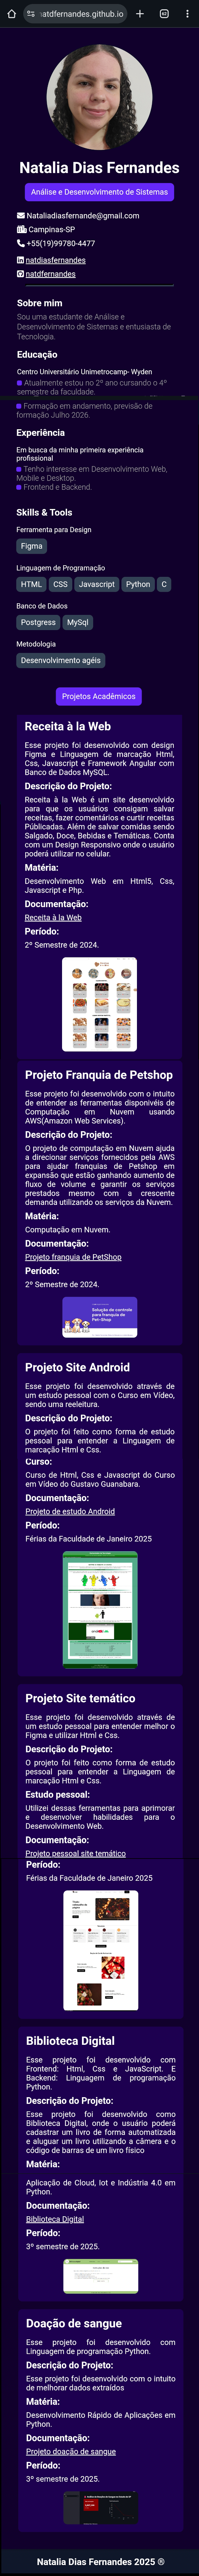 natdfernandes.github.io
Natalia Dias Fernandes
Análise e Desenvolvimento de Sistemas
Nataliadiasfernande@gmail.com
Campinas-SP
+55(19)99780-4477
natdiasfernandes
natdfernandes
Sobre mim
Sou uma estudante de Análise e
Desenvolvimento de Sistemas e entusiasta de
Tecnologia.
Educação
Centro Universitário Unimetrocamp- Wyden
Atualmente estou no 2º ano cursando o 4º
semestre da faculdade.
Formação em andamento, previsão de
formação Julho 2026.
Experiência
Em busca da minha primeira experiência
profissional
Tenho interesse em Desenvolvimento Web,
Mobile e Desktop.
Frontend e Backend.
Skills & Tools
Ferramenta para Design
Figma
Linguagem de Programação
HTML CSS Javascript Python C
Banco de Dados
Postgress MySql
Metodologia
Desenvolvimento agéis
Projetos Acadêmicos
Receita à la Web
Esse projeto foi desenvolvido com design
Figma e Linguagem de marcação Html,
Css, Javascript e Framework Angular com
Banco de Dados MySQL.
Descrição do Projeto:
Receita à la Web é um site desenvolvido
para que os usuários consigam salvar
receitas, fazer comentários e curtir receitas
Públicadas. Além de salvar comidas sendo
Salgado, Doce, Bebidas e Temáticas. Conta
com um Design Responsivo onde o usuário
poderá utilizar no celular.
Matéria:
Desenvolvimento Web em Html5, Css,
Javascript e Php.
Documentação:
Receita à la Web
Período:
2º Semestre de 2024.
Projeto Franquia de Petshop
Esse projeto foi desenvolvido com o intuito
de entender as ferramentas disponivéis de
Computação em Nuvem usando
AWS(Amazon Web Servicies).
Descrição do Projeto:
O projeto de computação em Nuvem ajuda
a direcionar serviços fornecidos pela AWS
para ajudar franquias de Petshop em
expansão que estão ganhando aumento de
fluxo de volume e garantir os serviços
prestados mesmo com a crescente
demanda utilizando os serviços da Nuvem.
Matéria:
Computação em Nuvem.
Documentação:
Projeto franquia de PetShop
Período:
2º Semestre de 2024.
Solução de controle
para franquia de
Pet-Shop
Projeto Site Android
Esse projeto foi desenvolvido através de
um estudo pessoal com o Curso em Vídeo,
sendo uma reeleitura.
Descrição do Projeto:
O projeto foi feito como forma de estudo
pessoal para entender a Linguagem de
marcação Html e Css.
Curso:
Curso de Html, Css e Javascript do Curso
em Vídeo do Gustavo Guanabara.
Documentação:
Projeto de estudo Android
Período:
Férias da Faculdade de Janeiro 2025
Projeto Site temático
Esse projeto foi desenvolvido através de
um estudo pessoal para entender melhor o
Figma e utilizar Html e Css.
Descrição do Projeto:
O projeto foi feito como forma de estudo
pessoal para entender a Linguagem de
marcação Html e Css.
Estudo pessoal:
Utilizei dessas ferramentas para aprimorar
e desenvolver habilidades para o
Desenvolvimento Web.
Documentação:
Projeto pessoal site temático
Período:
Férias da Faculdade de Janeiro 2025
Biblioteca Digital
Esse projeto foi desenvolvido com
Frontend: Html, Css e JavaScript. E
Backend: Linguagem de programação
Python.
Descrição do Projeto:
Esse projeto foi desenvolvido como
Biblioteca Digital, onde o usuário poderá
cadastrar um livro de forma automatizada
e aluguar um livro utilizando a câmera e o
código de barras de um livro físico
Matéria:
Aplicação de Cloud, Iot e Indústria 4.0 em
Python.
Documentação:
Biblioteca Digital
Período:
3º semestre de 2025.
Doação de sangue
Esse projeto foi desenvolvido com
Linguagem de programação Python.
Descrição do Projeto:
Esse projeto foi desenvolvido com o intuito
de melhorar dados extraídos
Matéria:
Desenvolvimento Rápido de Aplicações em
Python.
Documentação:
Projeto doação de sangue
Período:
3º semestre de 2025.
Natalia Dias Fernandes 2025 ®